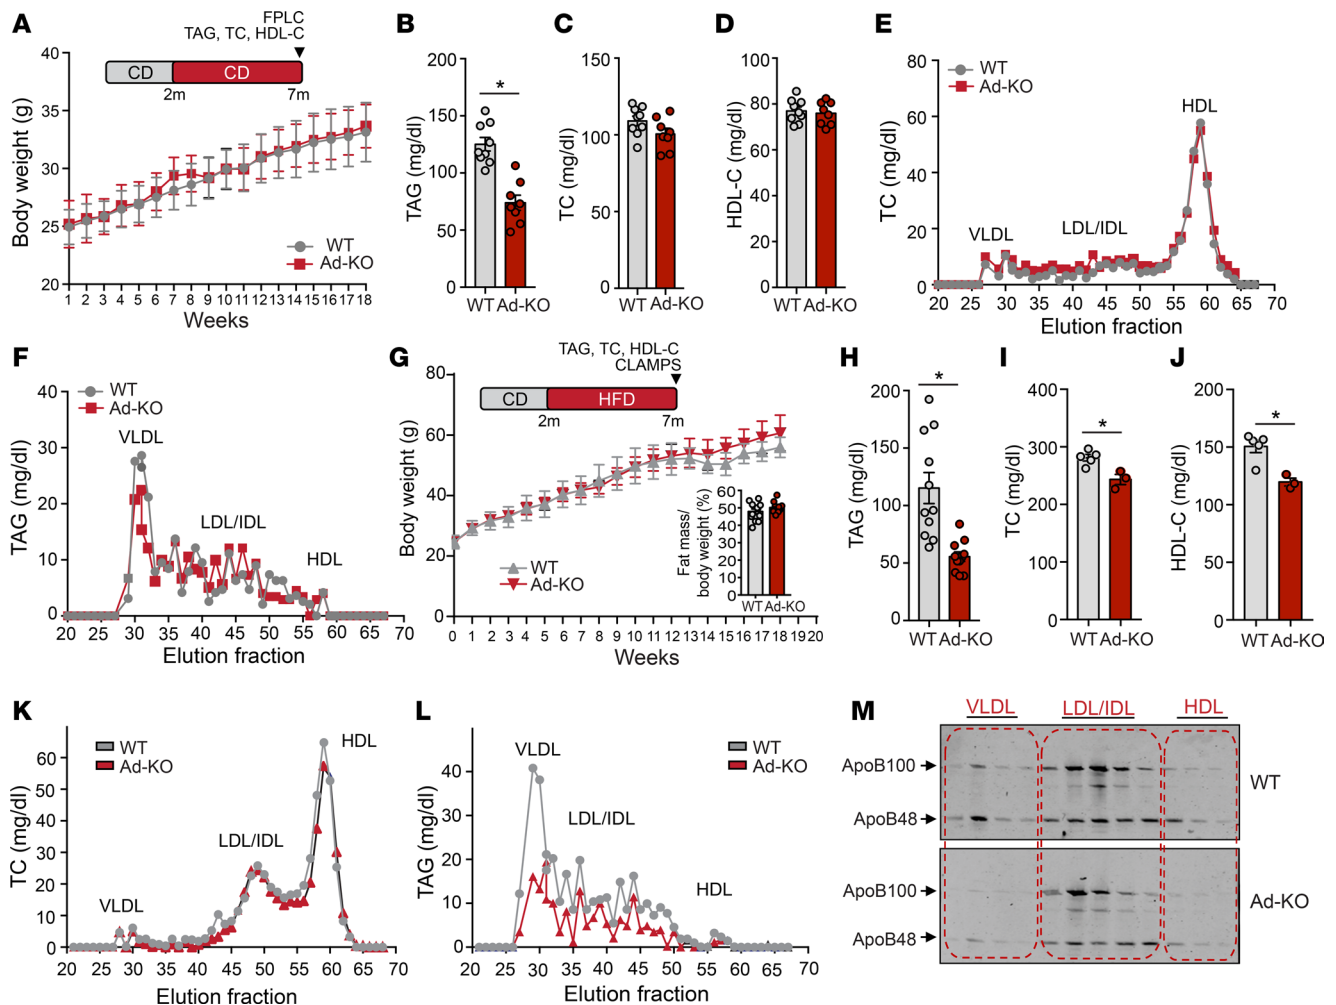 A
FPLC
TAG, TC, HDL-C
CD
CD
2m
7m
Body weight (g)
40
35
30
25
20
WT
Ad-KO
1 2 3 4 5 6 7 8 9 10 11 12 13 14 15 16 17 18
Weeks
B
TAG (mg/dl)
200
150
100
50
0
*
WT Ad-KO
C
TC (mg/dl)
150
100
50
0
WT Ad-KO
D
HDL-C (mg/dl)
100
80
60
40
20
0
WT Ad-KO
E
WT
Ad-KO
TC (mg/dl)
80
60
40
20
0
VLDL
LDL/IDL
HDL
20 25 30 35 40 45 50 55 60 65 70
Elution fraction
F
WT
Ad-KO
TAG (mg/dl)
40
30
20
10
0
VLDL
LDL/IDL
HDL
20 25 30 35 40 45 50 55 60 65 70
Elution fraction
G
TAG, TC, HDL-C
CLAMPS
CD
HFD
2m
7m
Body weight (g)
80
60
40
20
0
WT
Ad-KO
0 1 2 3 4 5 6 7 8 9 10 11 12 13 14 15 16 17 18 19 20
Weeks
Fat mass/
body weight (%)
60
50
40
30
20
10
0
WT Ad-KO
H
TAG (mg/dl)
200
150
100
50
0
*
WT Ad-KO
I
TC (mg/dl)
400
300
200
100
0
*
WT Ad-KO
J
HDL-C (mg/dl)
200
150
100
50
0
*
WT Ad-KO
K
WT
Ad-KO
TC (mg/dl)
60
50
40
30
20
10
0
VLDL
LDL/IDL
HDL
20 25 30 35 40 45 50 55 60 65 70
Elution fraction
L
WT
Ad-KO
TAG (mg/dl)
40
30
20
10
0
VLDL
LDL/IDL
HDL
20 30 40 50 60 70
Elution fraction
M
VLDL
LDL/IDL
HDL
ApoB100
ApoB48
WT
ApoB100
ApoB48
Ad-KO